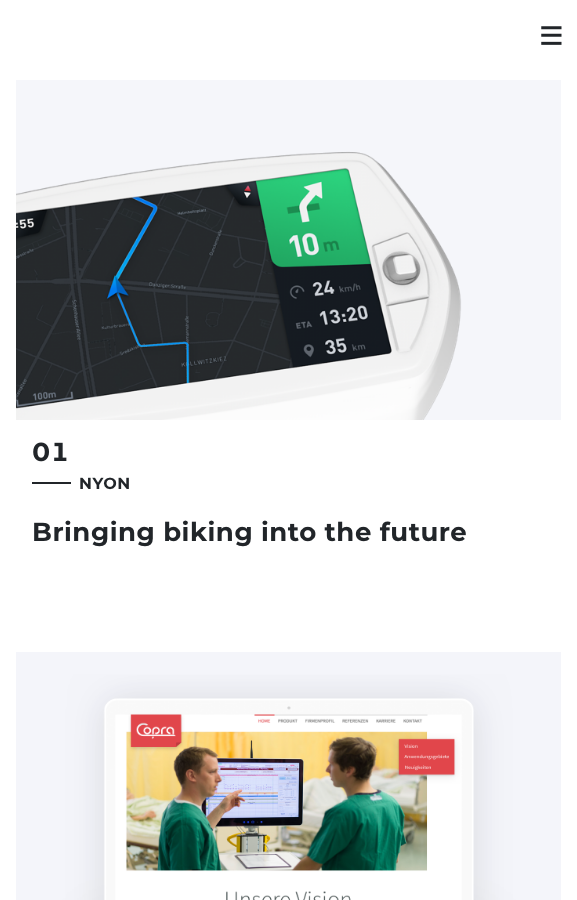 :55
10 m
24 km/h
ETA 13:20
35 km
KOLLWITZKIEZ
100m
01
NYON
Bringing biking into the future
Copra
HOME PRODUKT FIRMENPROFIL REFERENZEN KARRIERE KONTAKT
Vision
Anwendungsgebiete
Neuigkeiten
Unsere Vision